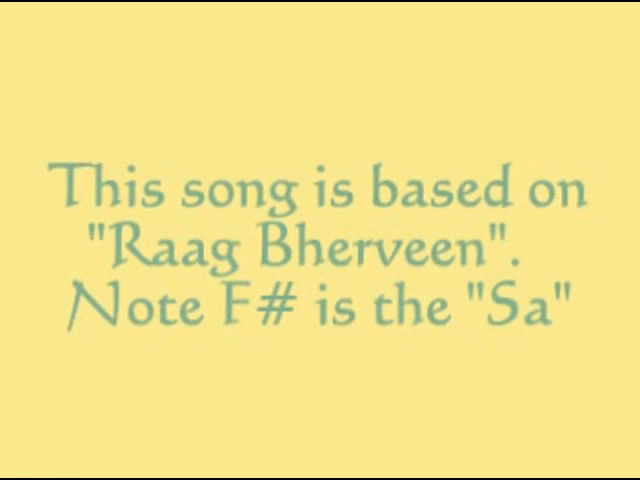 This song is based on
"Raag Bherveen".
Note F# is the "Sa"